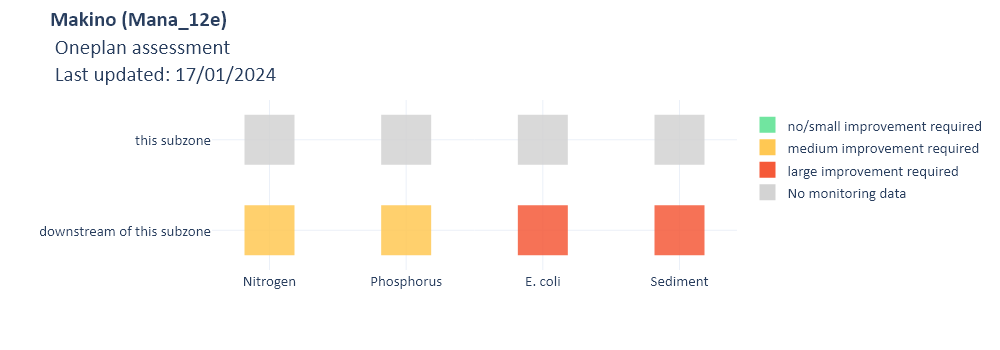 Makino (Mana_12e)
Oneplan assessment
Last updated: 17/01/2024
this subzone
downstream of this subzone
Nitrogen
Phosphorus
E. coli
Sediment
no/small improvement required
medium improvement required
large improvement required
No monitoring data